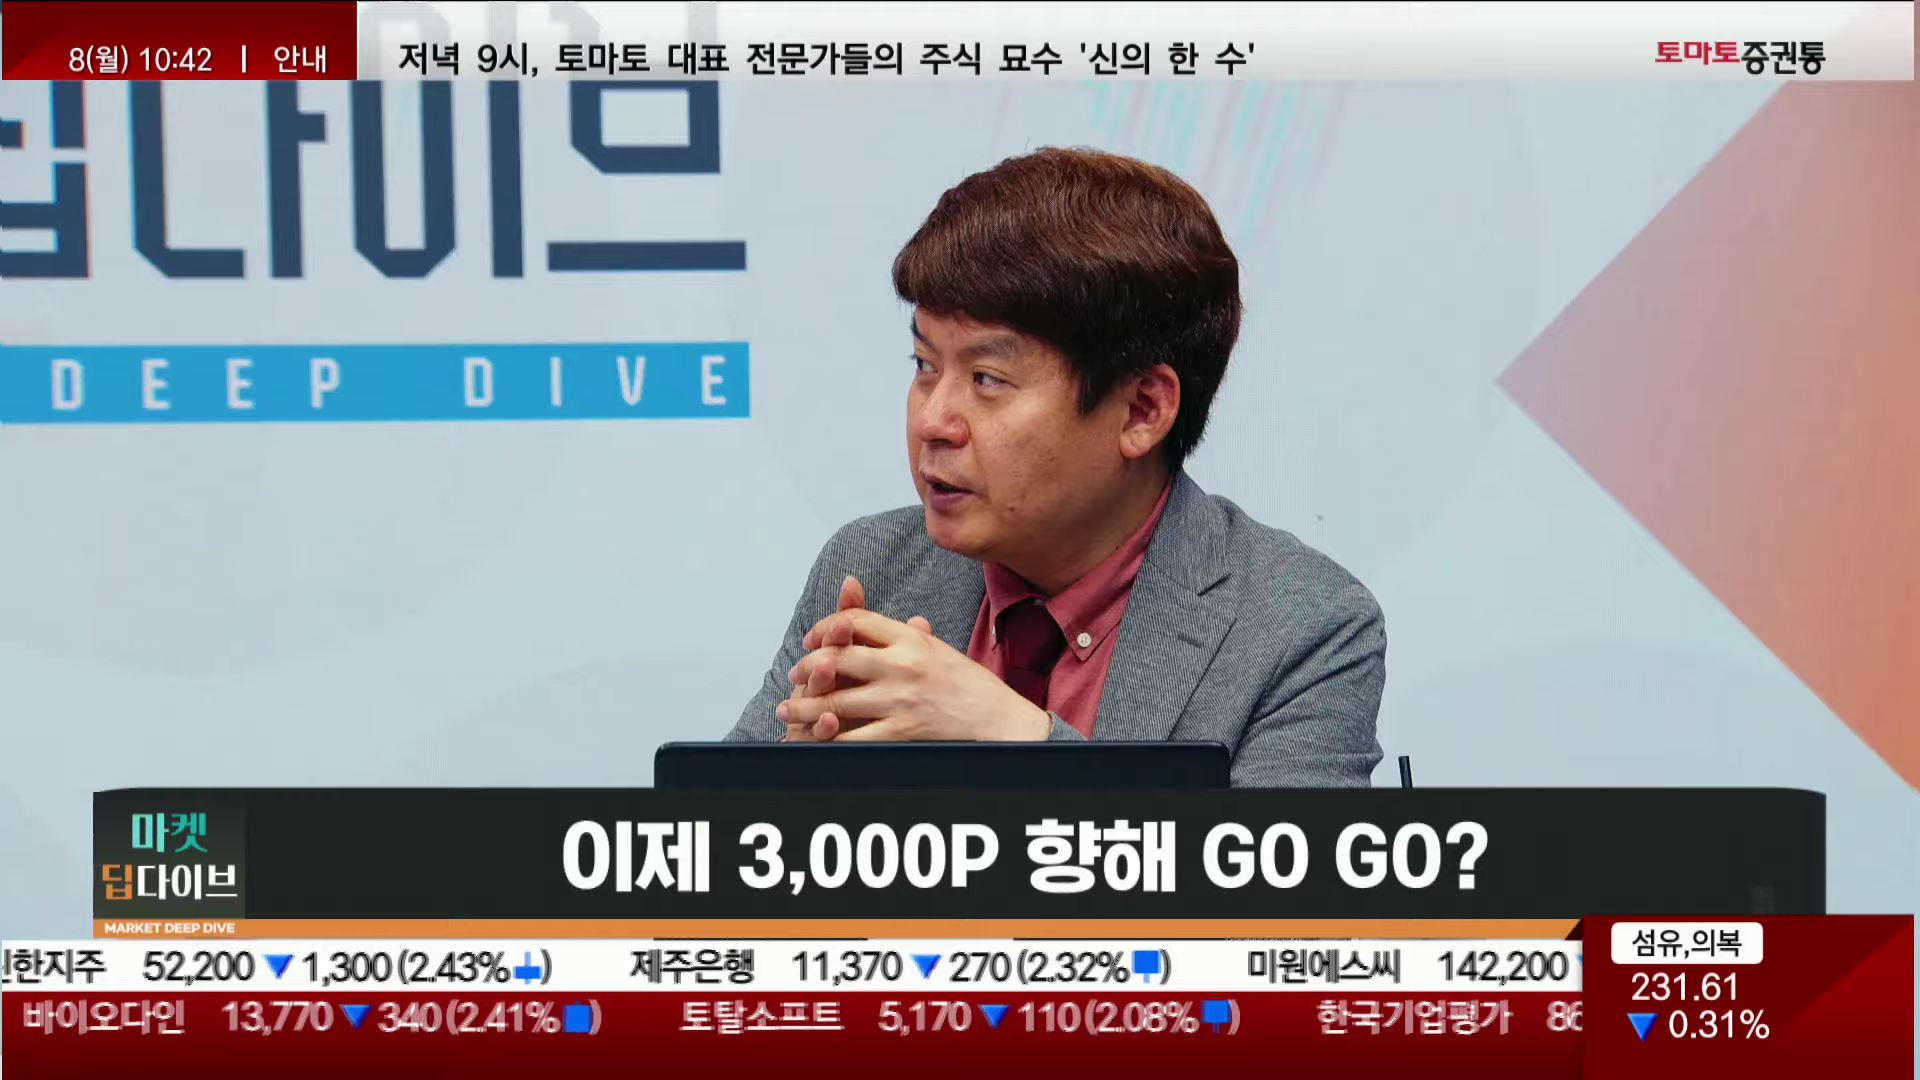 8(월) 10:42 | 안내 저녁 9시, 토마토 대표 전문가들의 주식 묘수 '신의 한 수' 토마토증권통
딥다이브
DEEP DIVE
마켓
딥다이브
MARKET DEEP DIVE
이제 3,000P 향해 GO GO?
신한지주 52,200 ▼ 1,300 (2.43%) 제주은행 11,370 ▼ 270 (2.32%) 미원에스씨 142,200
바이오다인 13,770 ▼ 340 (2.41%) 토탈소프트 5,170 ▼ 110 (2.08%) 한국기업평가 86
섬유,의복
231.61
▼ 0.31%